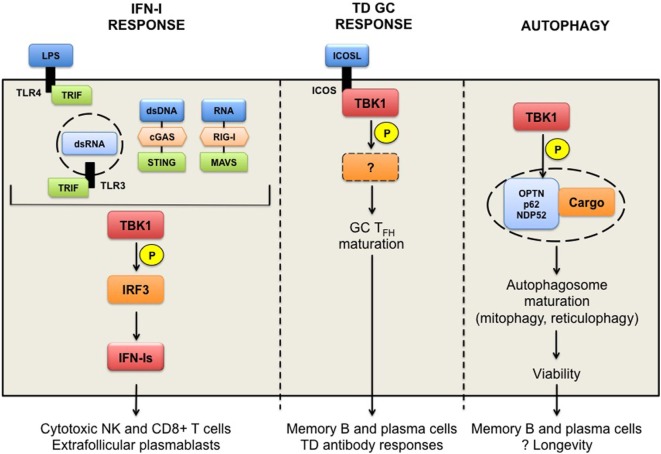 IFN-I
RESPONSE
LPS
TLR4
TRIF
dsRNA
TRIF
TLR3
dsDNA
cGAS
STING
RNA
RIG-I
MAVS
TBK1
P
IRF3
IFN-Is
Cytotoxic NK and CD8+ T cells
Extrafollicular plasmablasts
TD GC
RESPONSE
ICOSL
ICOS
TBK1
P
?
GC TFH
maturation
Memory B and plasma cells
TD antibody responses
AUTOPHAGY
TBK1
P
OPTN
p62
NDP52
Cargo
Autophagosome
maturation
(mitophagy, reticulophagy)
Viability
Memory B and plasma cells
? Longevity